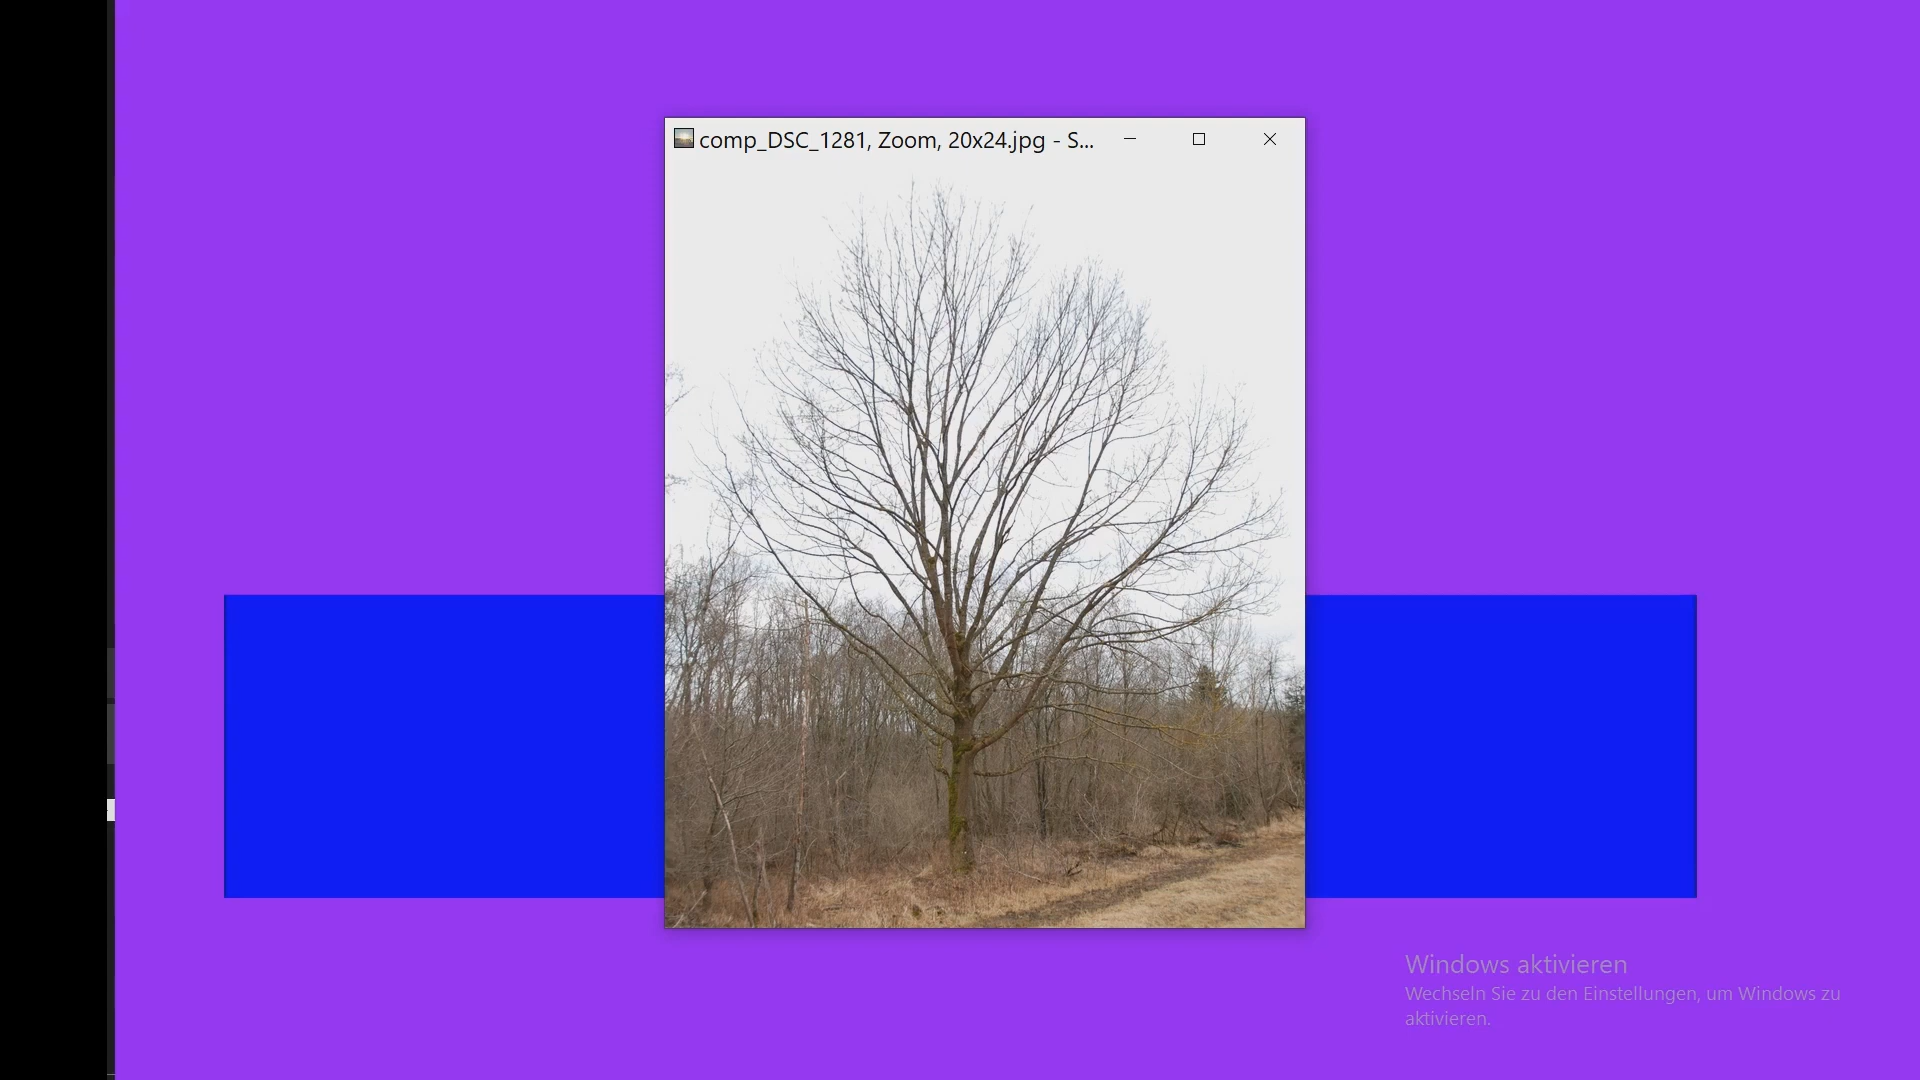 comp_DSC_1281, Zoom, 20x24.jpg - S...
Windows aktivieren
Wechseln Sie zu den Einstellungen, um Windows zu
aktivieren.